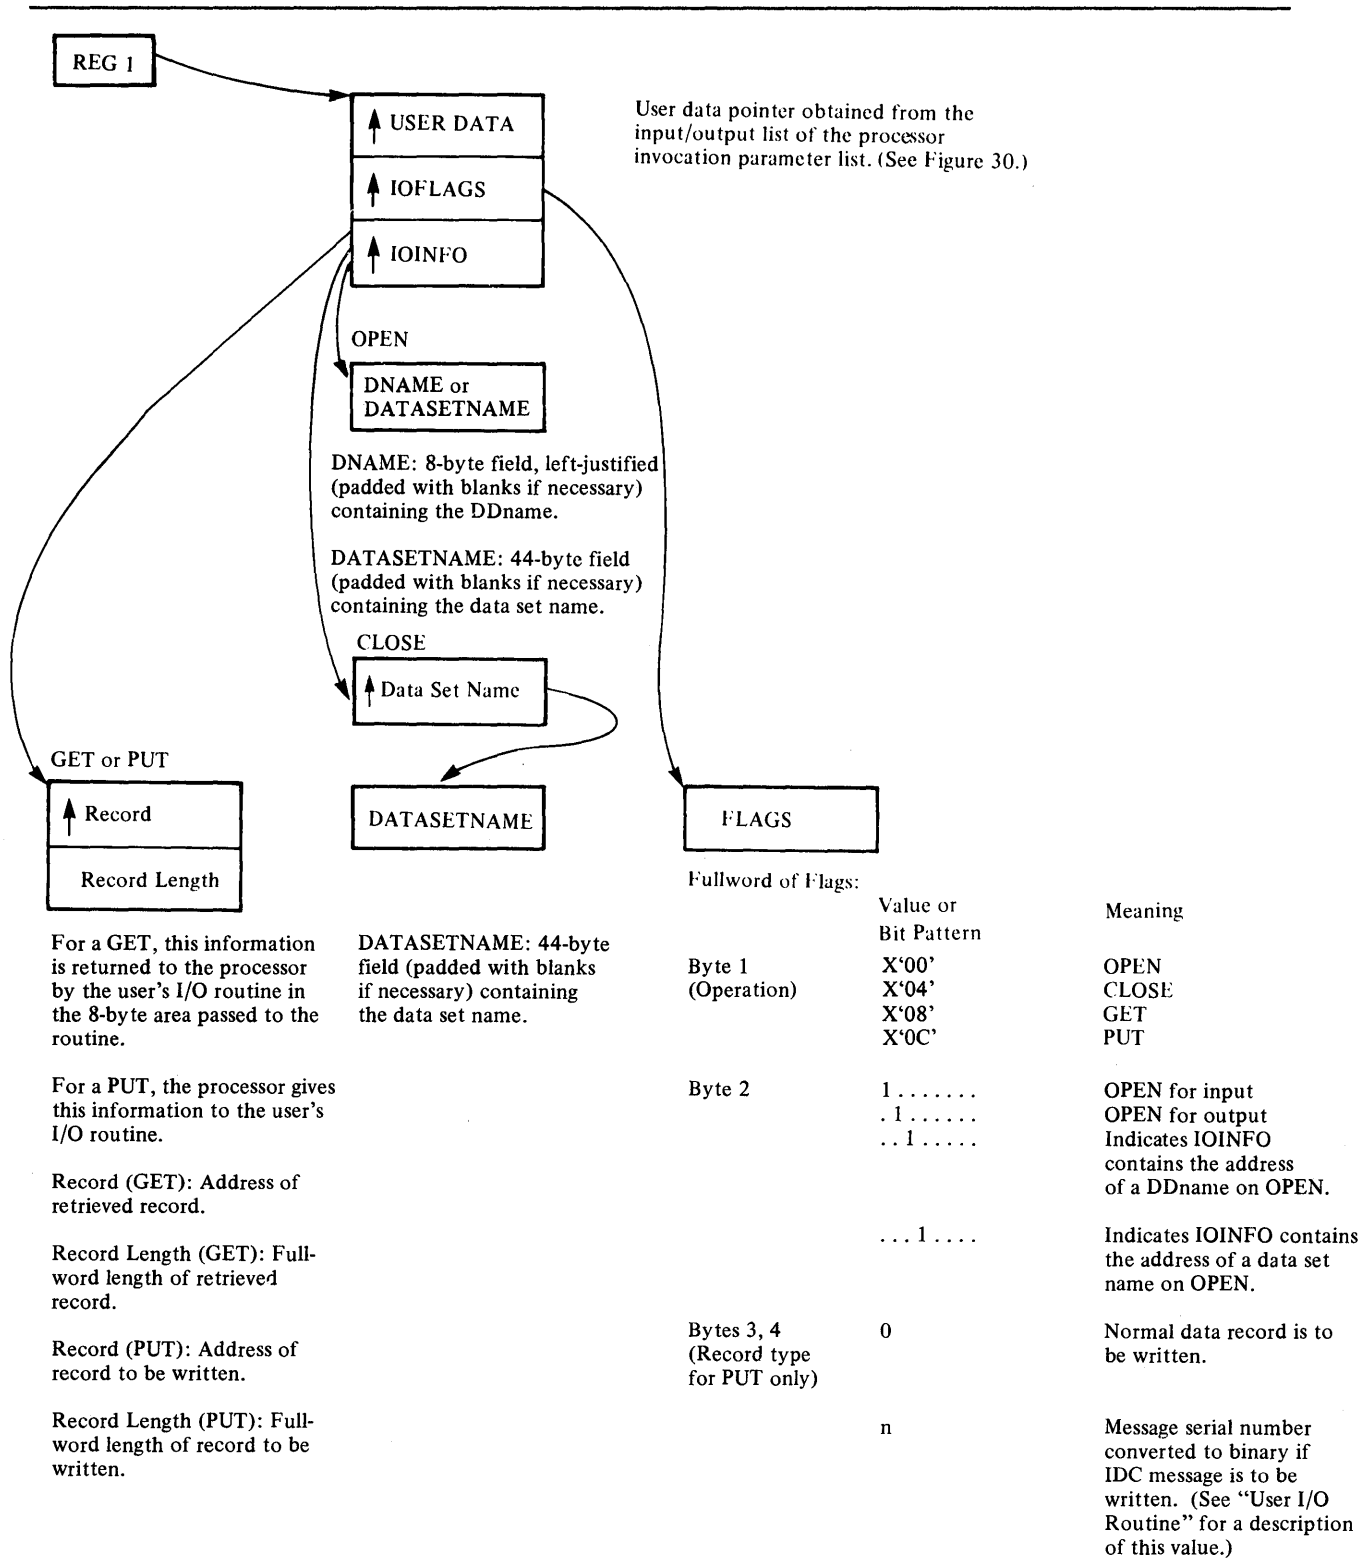 REG 1
USER DATA
IOFLAGS
IOINFO
User data pointer obtained from the
input/output list of the processor
invocation parameter list. (See Figure 30.)
OPEN
DNAME or
DATASETNAME
DNAME: 8-byte field, left-justified
(padded with blanks if necessary)
containing the DDname.
DATASETNAME: 44-byte field
(padded with blanks if necessary)
containing the data set name.
CLOSE
Data Set Name
DATASETNAME
DATASETNAME: 44-byte
field (padded with blanks
if necessary) containing
the data set name.
GET or PUT
Record
Record Length
For a GET, this information
is returned to the processor
by the user's I/O routine in
the 8-byte area passed to the
routine.
For a PUT, the processor gives
this information to the user's
I/O routine.
Record (GET): Address of
retrieved record.
Record Length (GET): Full-
word length of retrieved
record.
Record (PUT): Address of
record to be written.
Record Length (PUT): Full-
word length of record to be
written.
FLAGS
Fullword of Flags:
Value or
Bit Pattern
Meaning
Byte 1 X‘00’ OPEN
(Operation) X‘04’ CLOSE
X‘08’ GET
X‘0C’ PUT
Byte 2 1 . . . . . . . OPEN for input
. 1 . . . . . . OPEN for output
. . 1 . . . . . Indicates IOINFO
contains the address
of a DDname on OPEN.
. . . 1 . . . . Indicates IOINFO contains
the address of a data set
name on OPEN.
Bytes 3, 4 0 Normal data record is to
(Record type be written.
for PUT only)
n Message serial number
converted to binary if
IDC message is to be
written. (See “User I/O
Routine” for a description
of this value.)